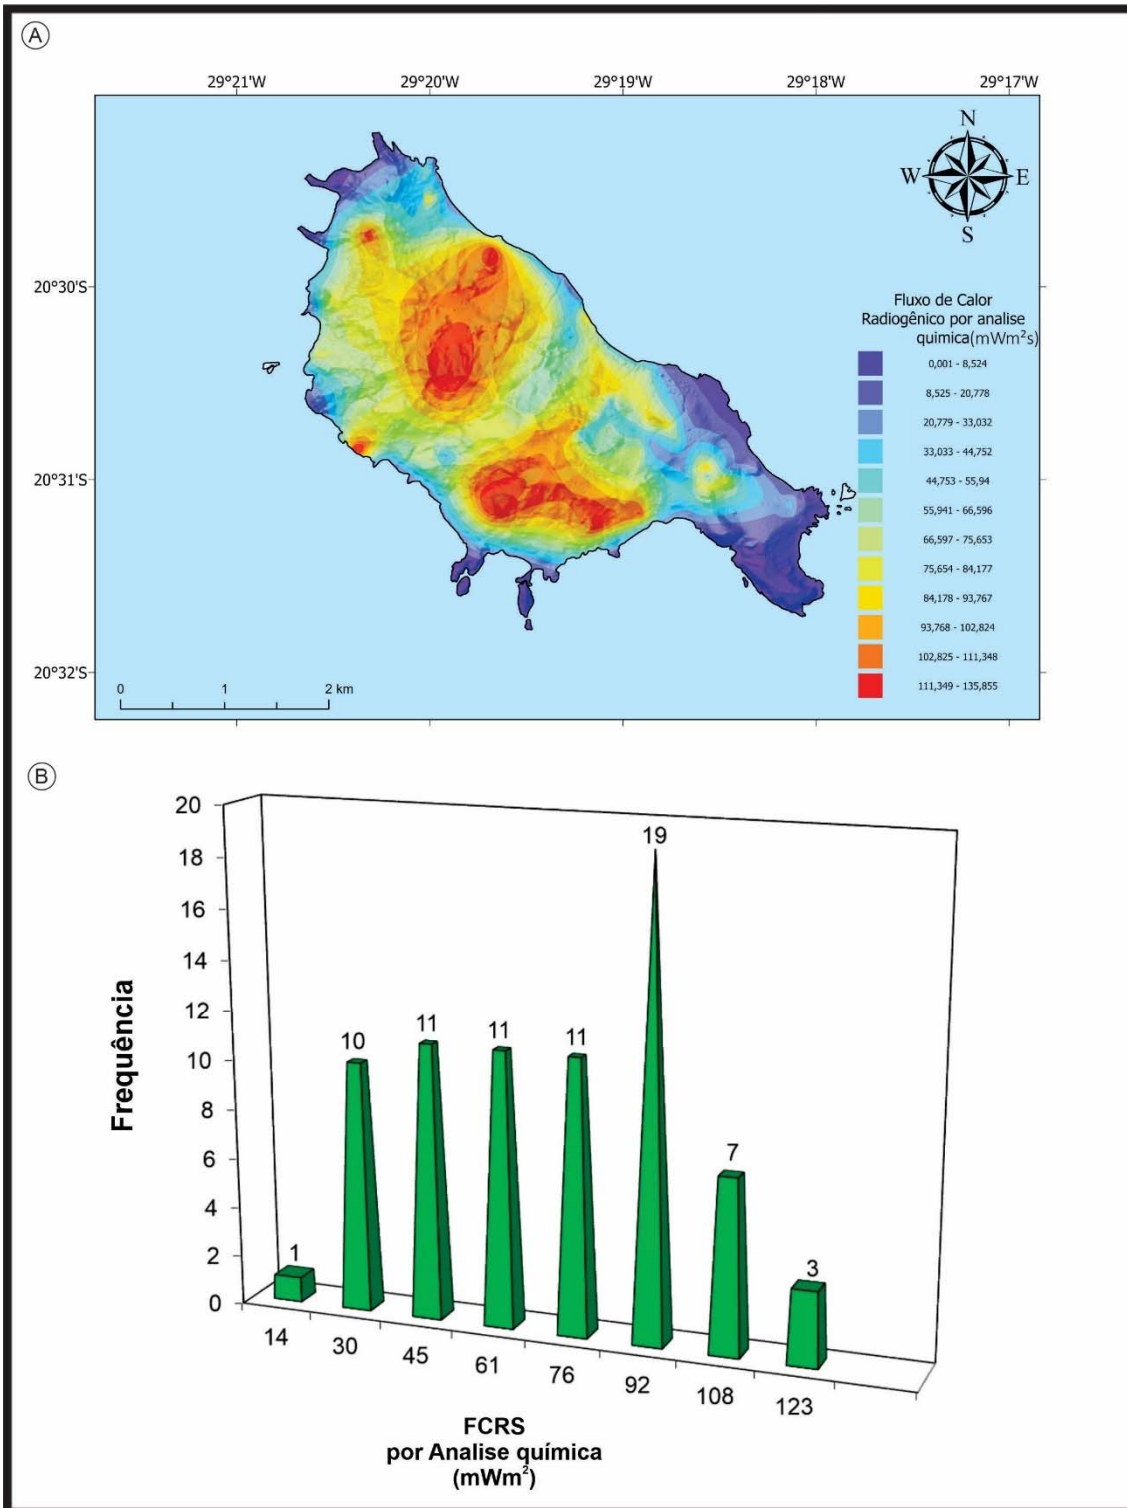 A
29°21'W 29°20'W 29°19'W 29°18'W 29°17'W
N
W E
S
20°30'S
20°31'S
20°32'S
Fluxo de Calor
Radiogênico por analise
quimica(mWm²s)
0,001 - 8,524
8,525 - 20,778
20,779 - 33,032
33,033 - 44,752
44,753 - 55,94
55,941 - 66,596
66,597 - 75,653
75,654 - 84,177
84,178 - 93,767
93,768 - 102,824
102,825 - 111,348
111,349 - 135,855
0 1 2 km
B
Frequência
20
18
16
14
12
10
8
6
4
2
0
1 10 11 11 11 19 7 3
14 30 45 61 76 92 108 123
FCRS
por Analise química
(mWm²)